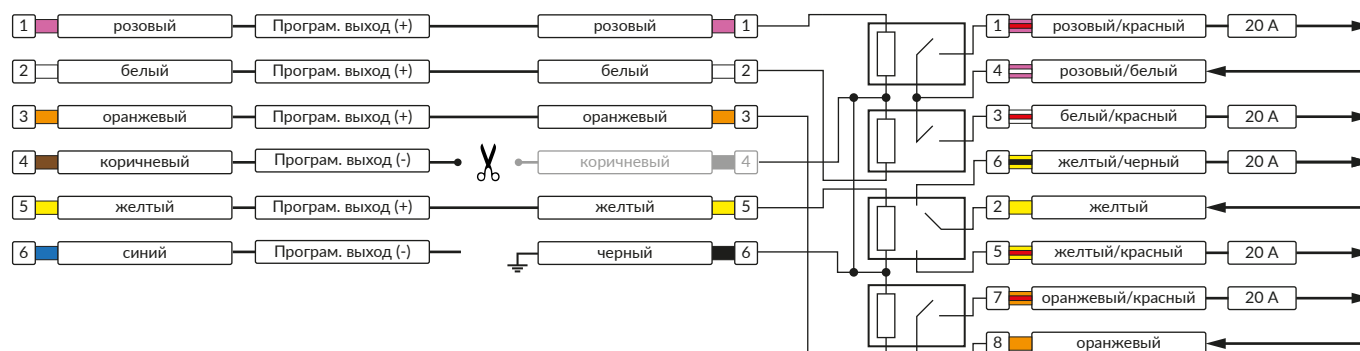 1 розовый Програм. выход (+) розовый 1 1 розовый/красный 20 А
2 белый Програм. выход (+) белый 2 4 розовый/белый
3 оранжевый Програм. выход (+) оранжевый 3 3 белый/красный 20 А
4 коричневый Програм. выход (-) коричневый 4 6 желтый/черный 20 А
5 желтый Програм. выход (+) желтый 5 2 желтый
6 синий Програм. выход (-) черный 6 5 желтый/красный 20 А
7 оранжевый/красный 20 А
8 оранжевый